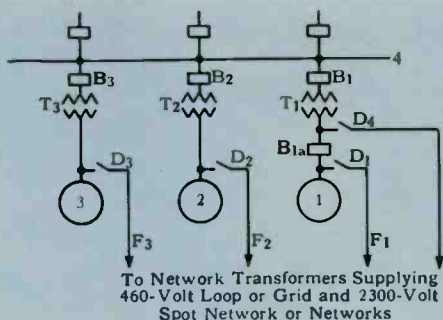 4
B3 B2 B1
T3 T2 T1
D4
B1a
D3 D2 D1
3 2 1
F3 F2 F1
To Network Transformers Supplying
460-Volt Loop or Grid and 2300-Volt
Spot Network or Networks